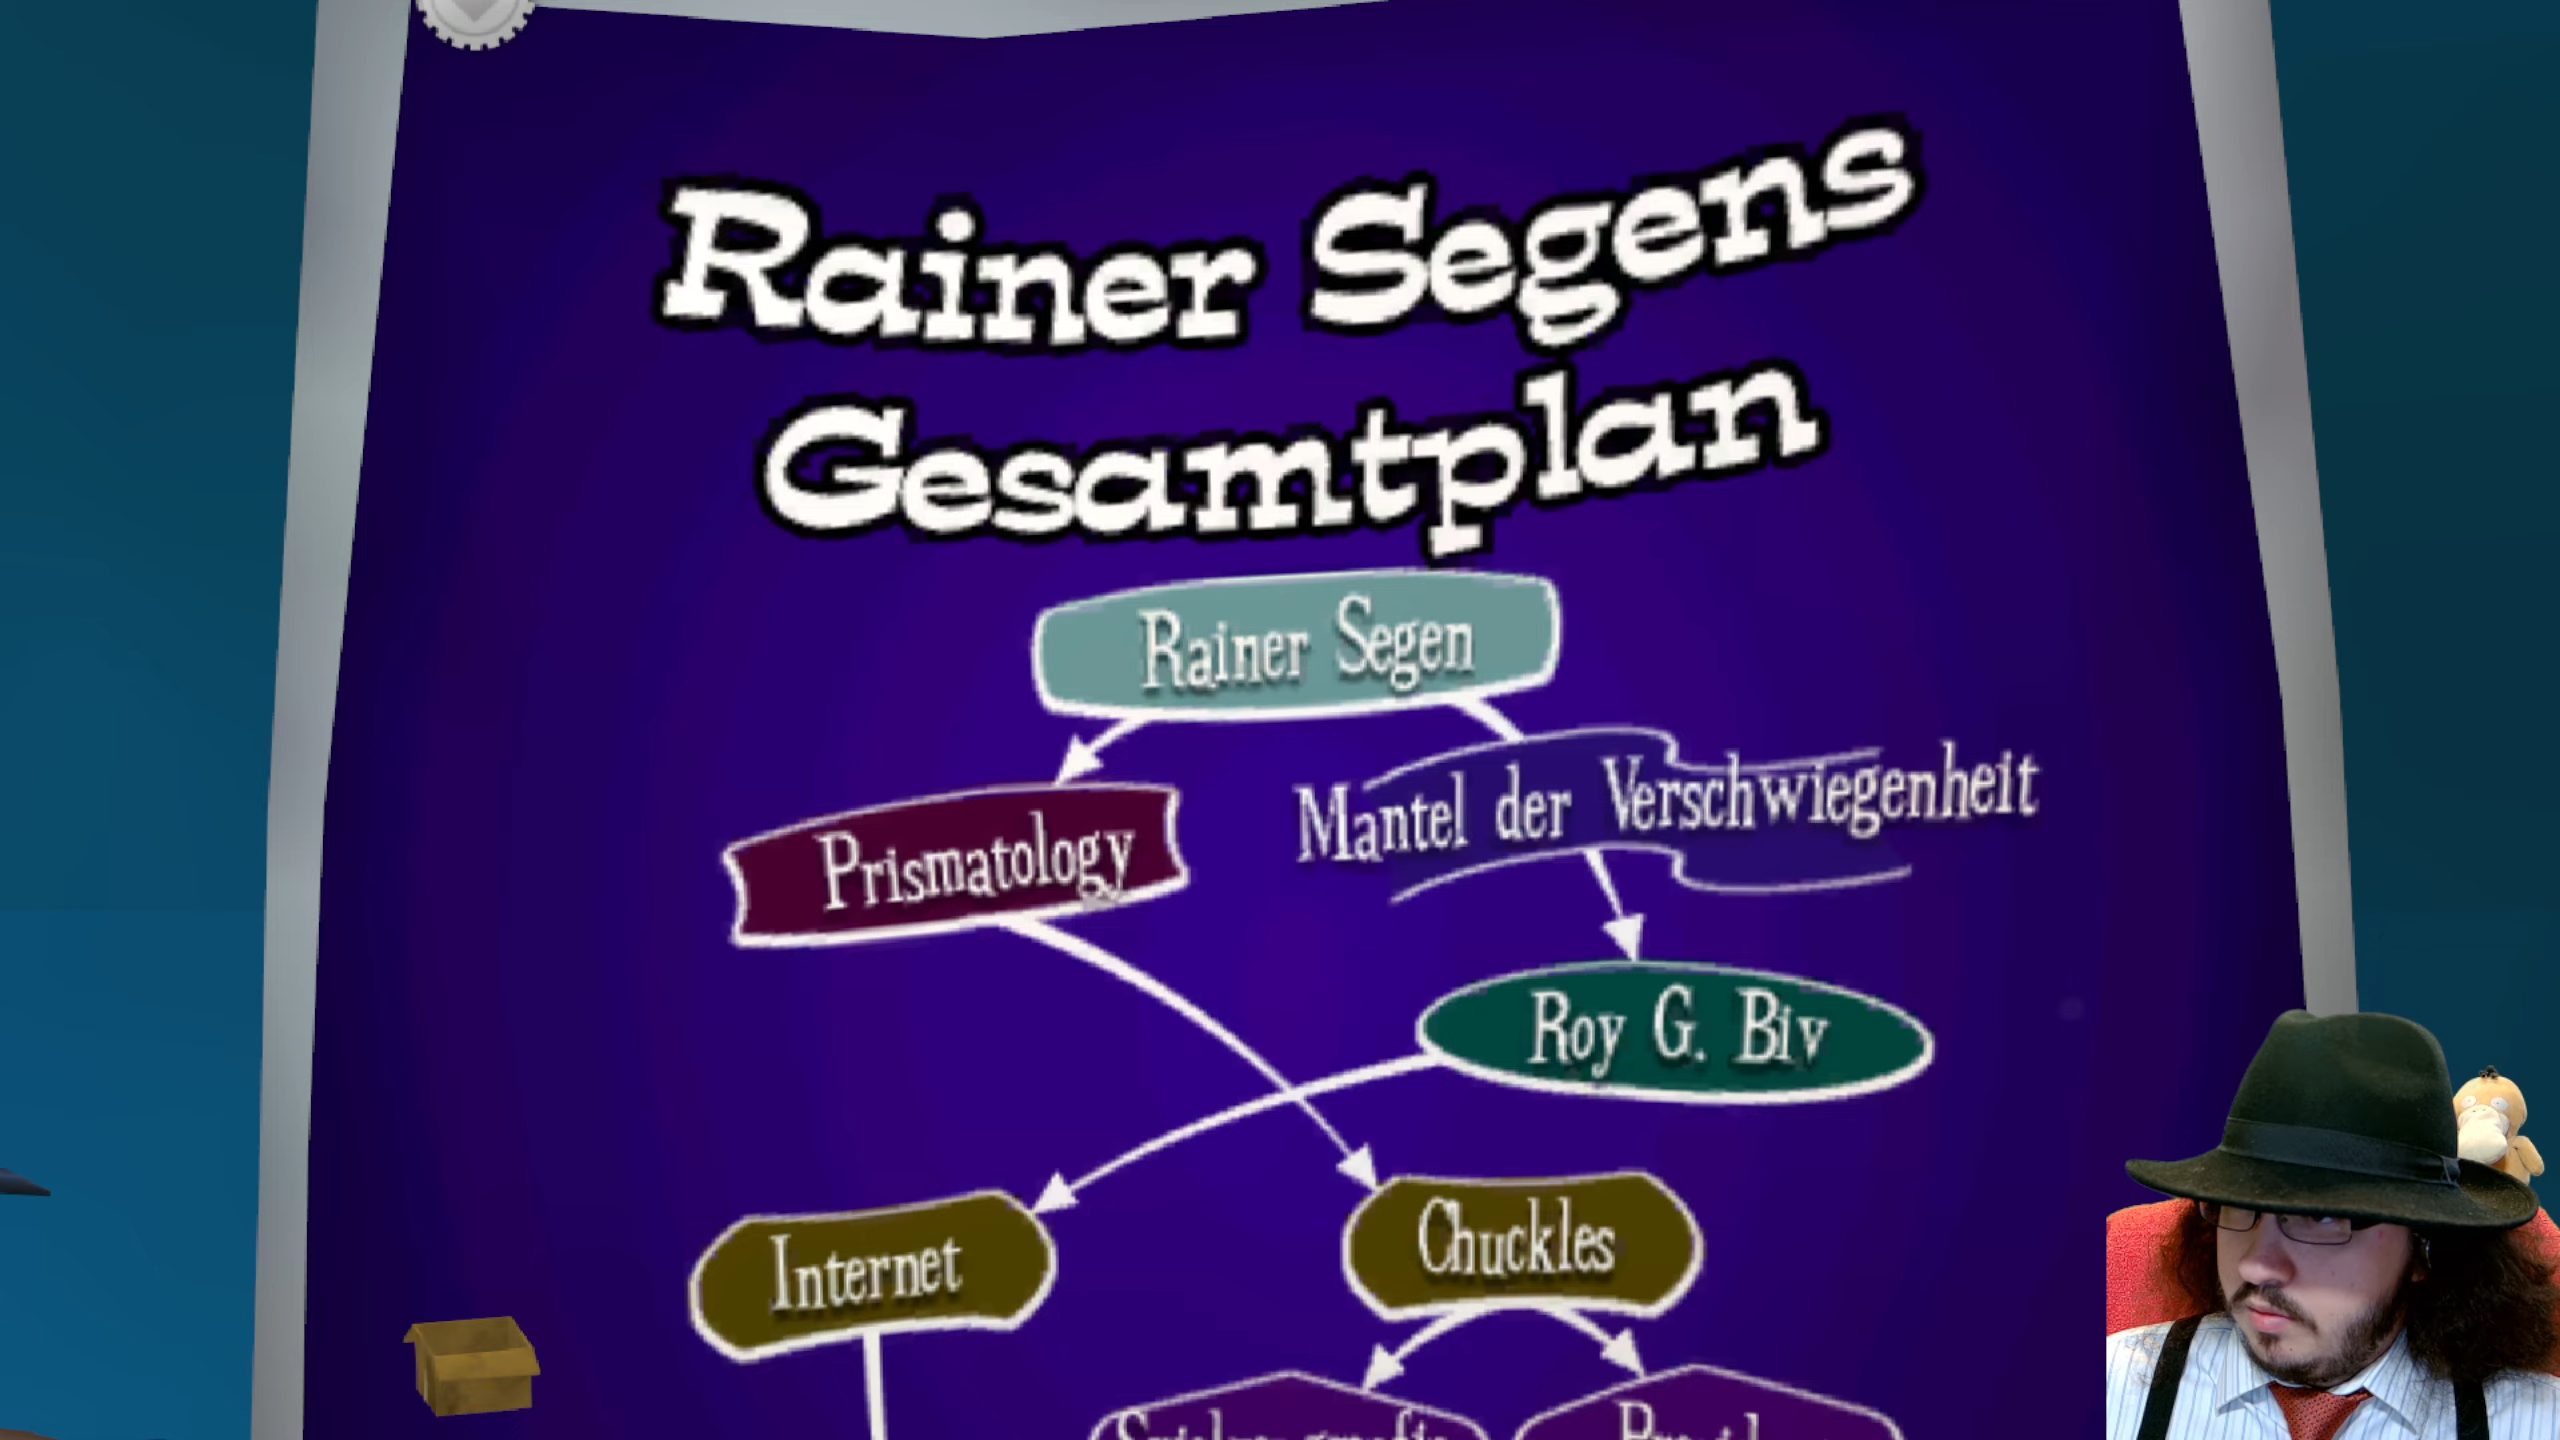 Rainer Segens
Gesamtplan
Rainer Segen
Prismatology
Mantel der Verschwiegenheit
Roy G. Biv
Internet
Chuckles